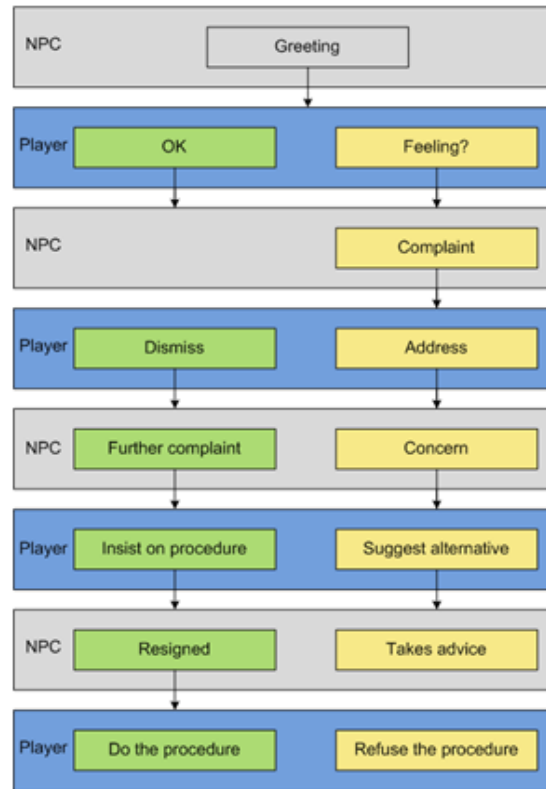 NPC
Greeting
Player
OK
Feeling?
NPC
Complaint
Player
Dismiss
Address
NPC
Further complaint
Concern
Player
Insist on procedure
Suggest alternative
NPC
Resigned
Takes advice
Player
Do the procedure
Refuse the procedure